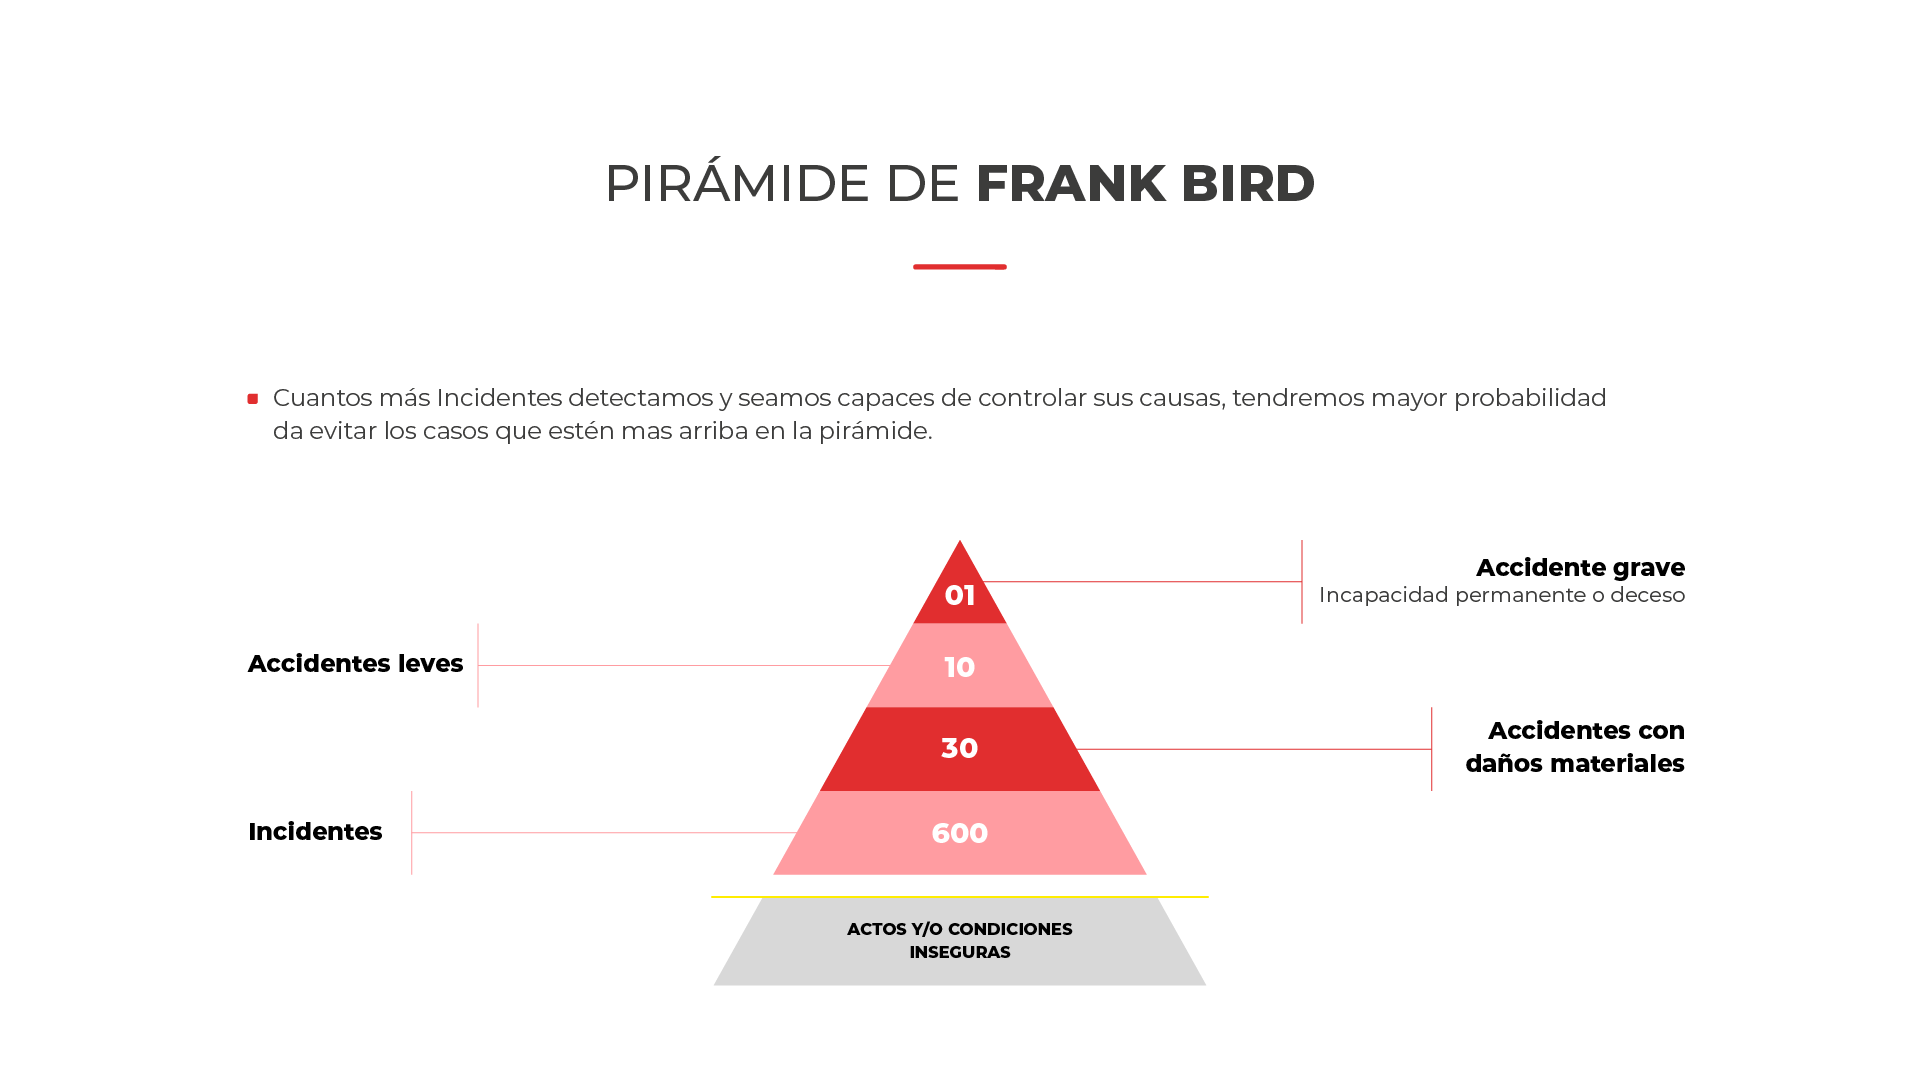 PIRÁMIDE DE FRANK BIRD
Cuantos más Incidentes detectamos y seamos capaces de controlar sus causas, tendremos mayor probabilidad
da evitar los casos que estén mas arriba en la pirámide.
01
Accidente grave
Incapacidad permanente o deceso
Accidentes leves
10
30
Accidentes con
daños materiales
Incidentes
600
ACTOS Y/O CONDICIONES
INSEGURAS